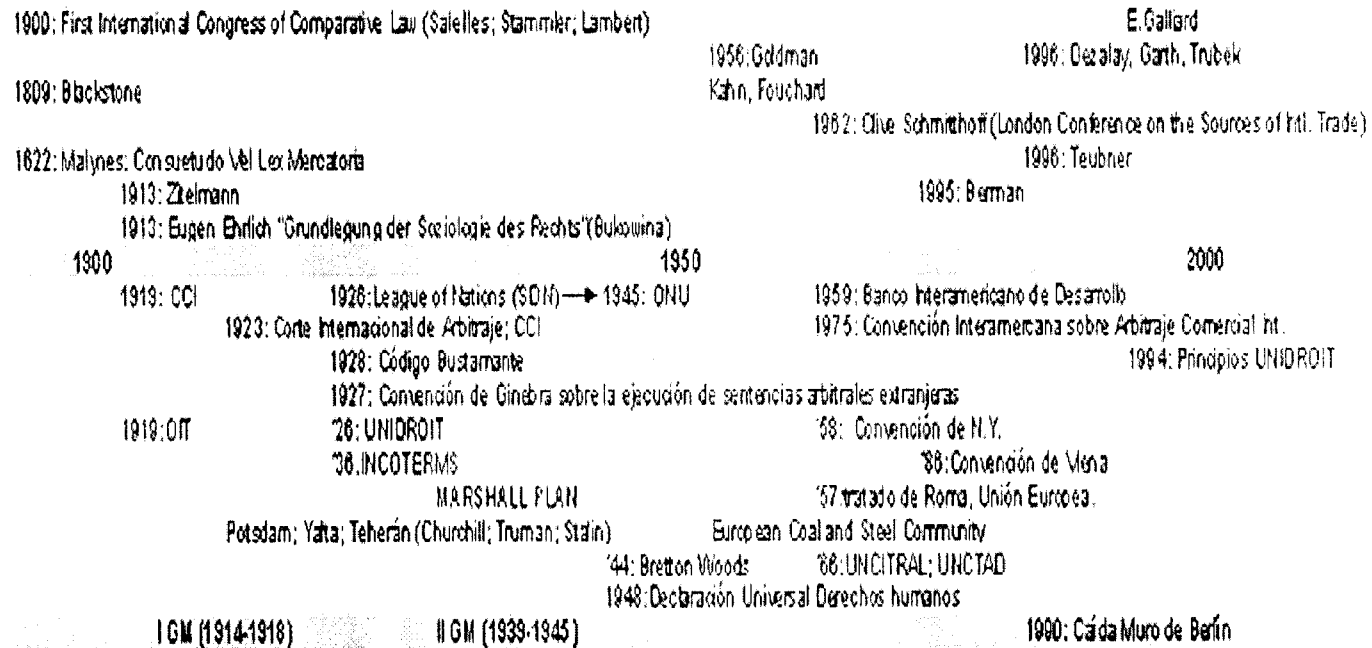 1900: First International Congress of Comparative Law (Saleilles; Stammler; Lambert) E.Galliard
1956:Goldman 1996: Dezalay, Garth, Trubek
1809: Blackstone Kahn, Fouchard
1962: Clive Schmitthoff (London Conference on the Sources of Intl. Trade)
1622: Malynes: Consuetudo Vel Lex Mercatoria 1996: Teubner
1913: Zitelmann 1995: Berman
1913: Eugen Ehrlich "Grundlegung der Soziologie des Rechts"(Bukowina)
1900 1950 2000
1919: CCI 1926:League of Nations (SDN) → 1945: ONU 1959: Banco Interamericano de Desarrollo
1923: Corte Internacional de Arbitraje; CCI 1975: Convención Interamercana sobre Arbitraje Comercial Int.
1928: Código Bustamante 1994: Principios UNIDROIT
1927: Convención de Ginebra sobre la ejecución de sentencias arbitrales extranjeras
1919:OIT '26: UNIDROIT '58: Convención de N.Y.
'36.INCOTERMS '86:Convención de Viena
MARSHALL PLAN '57.tratado de Roma, Unión Europea.
Potsdam; Yalta; Teherán (Churchill; Truman; Stalin) European Coal and Steel Community
'44: Bretton Woods '66:UNCITRAL; UNCTAD
1948:Declaración Universal Derechos humanos
I GM (1914-1918) II GM (1939-1945) 1990: Caída Muro de Berlín